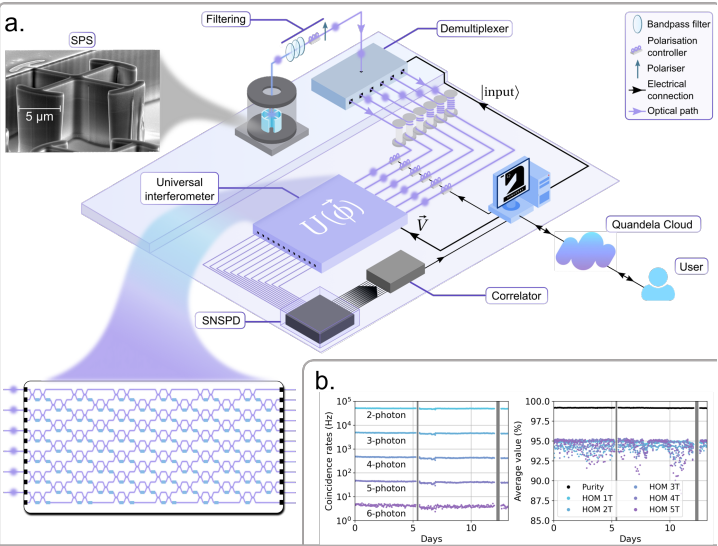 a.
SPS
5 µm
Filtering
Demultiplexer
Bandpass filter
Polarisation
controller
Polariser
Electrical
connection
Optical path
|input⟩
Universal
interferometer
U(ϕ⃗)
V⃗
Quandela Cloud
User
Correlator
SNSPD
b.
Coincidence rates (Hz)
10⁵
10⁴
10³
10²
10¹
10⁰
2-photon
3-photon
4-photon
5-photon
6-photon
0 5 10
Days
Average value (%)
100.0
97.5
95.0
92.5
90.0
87.5
85.0
Purity
HOM 1T
HOM 2T
HOM 3T
HOM 4T
HOM 5T
0 5 10
Days